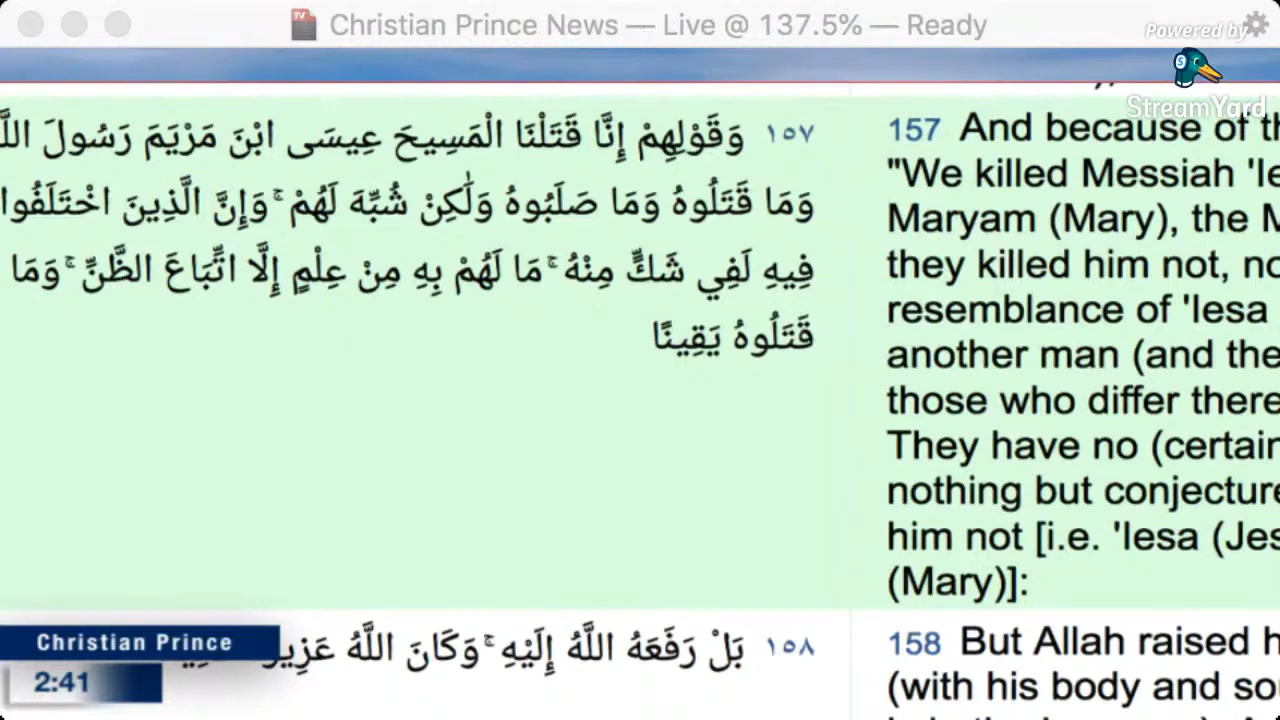 Christian Prince News — Live @ 137.5% — Ready
Powered by
StreamYard
١٥٧ وَقَوْلِهِمْ إِنَّا قَتَلْنَا الْمَسِيحَ عِيسَى ابْنَ مَرْيَمَ رَسُولَ
وَمَا قَتَلُوهُ وَمَا صَلَبُوهُ وَلَٰكِنْ شُبِّهَ لَهُمْ ۚ وَإِنَّ الَّذِينَ اخْتَلَفُوا
فِيهِ لَفِي شَكٍّ مِنْهُ ۚ مَا لَهُمْ بِهِ مِنْ عِلْمٍ إِلَّا اتِّبَاعَ الظَّنِّ ۚ وَمَا
قَتَلُوهُ يَقِينًا
157 And because of
"We killed Messiah
Maryam (Mary), the
they killed him not,
resemblance of 'Iesa
another man (and
those who differ
They have no
nothing but
him not [i.e. 'Iesa
(Mary)]:
١٥٨ بَلْ رَفَعَهُ اللَّهُ إِلَيْهِ ۚ وَكَانَ اللَّهُ
158 But Allah raised
(with his body and
Christian Prince
2:41